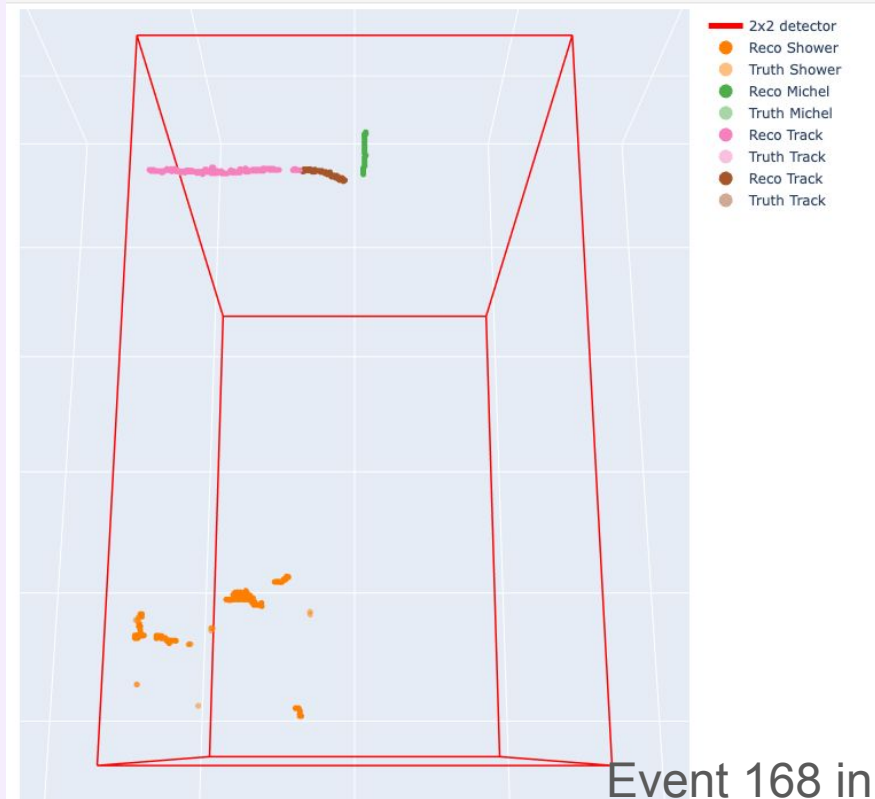 2x2 detector
Reco Shower
Truth Shower
Reco Michel
Truth Michel
Reco Track
Truth Track
Reco Track
Truth Track
Event 168 in